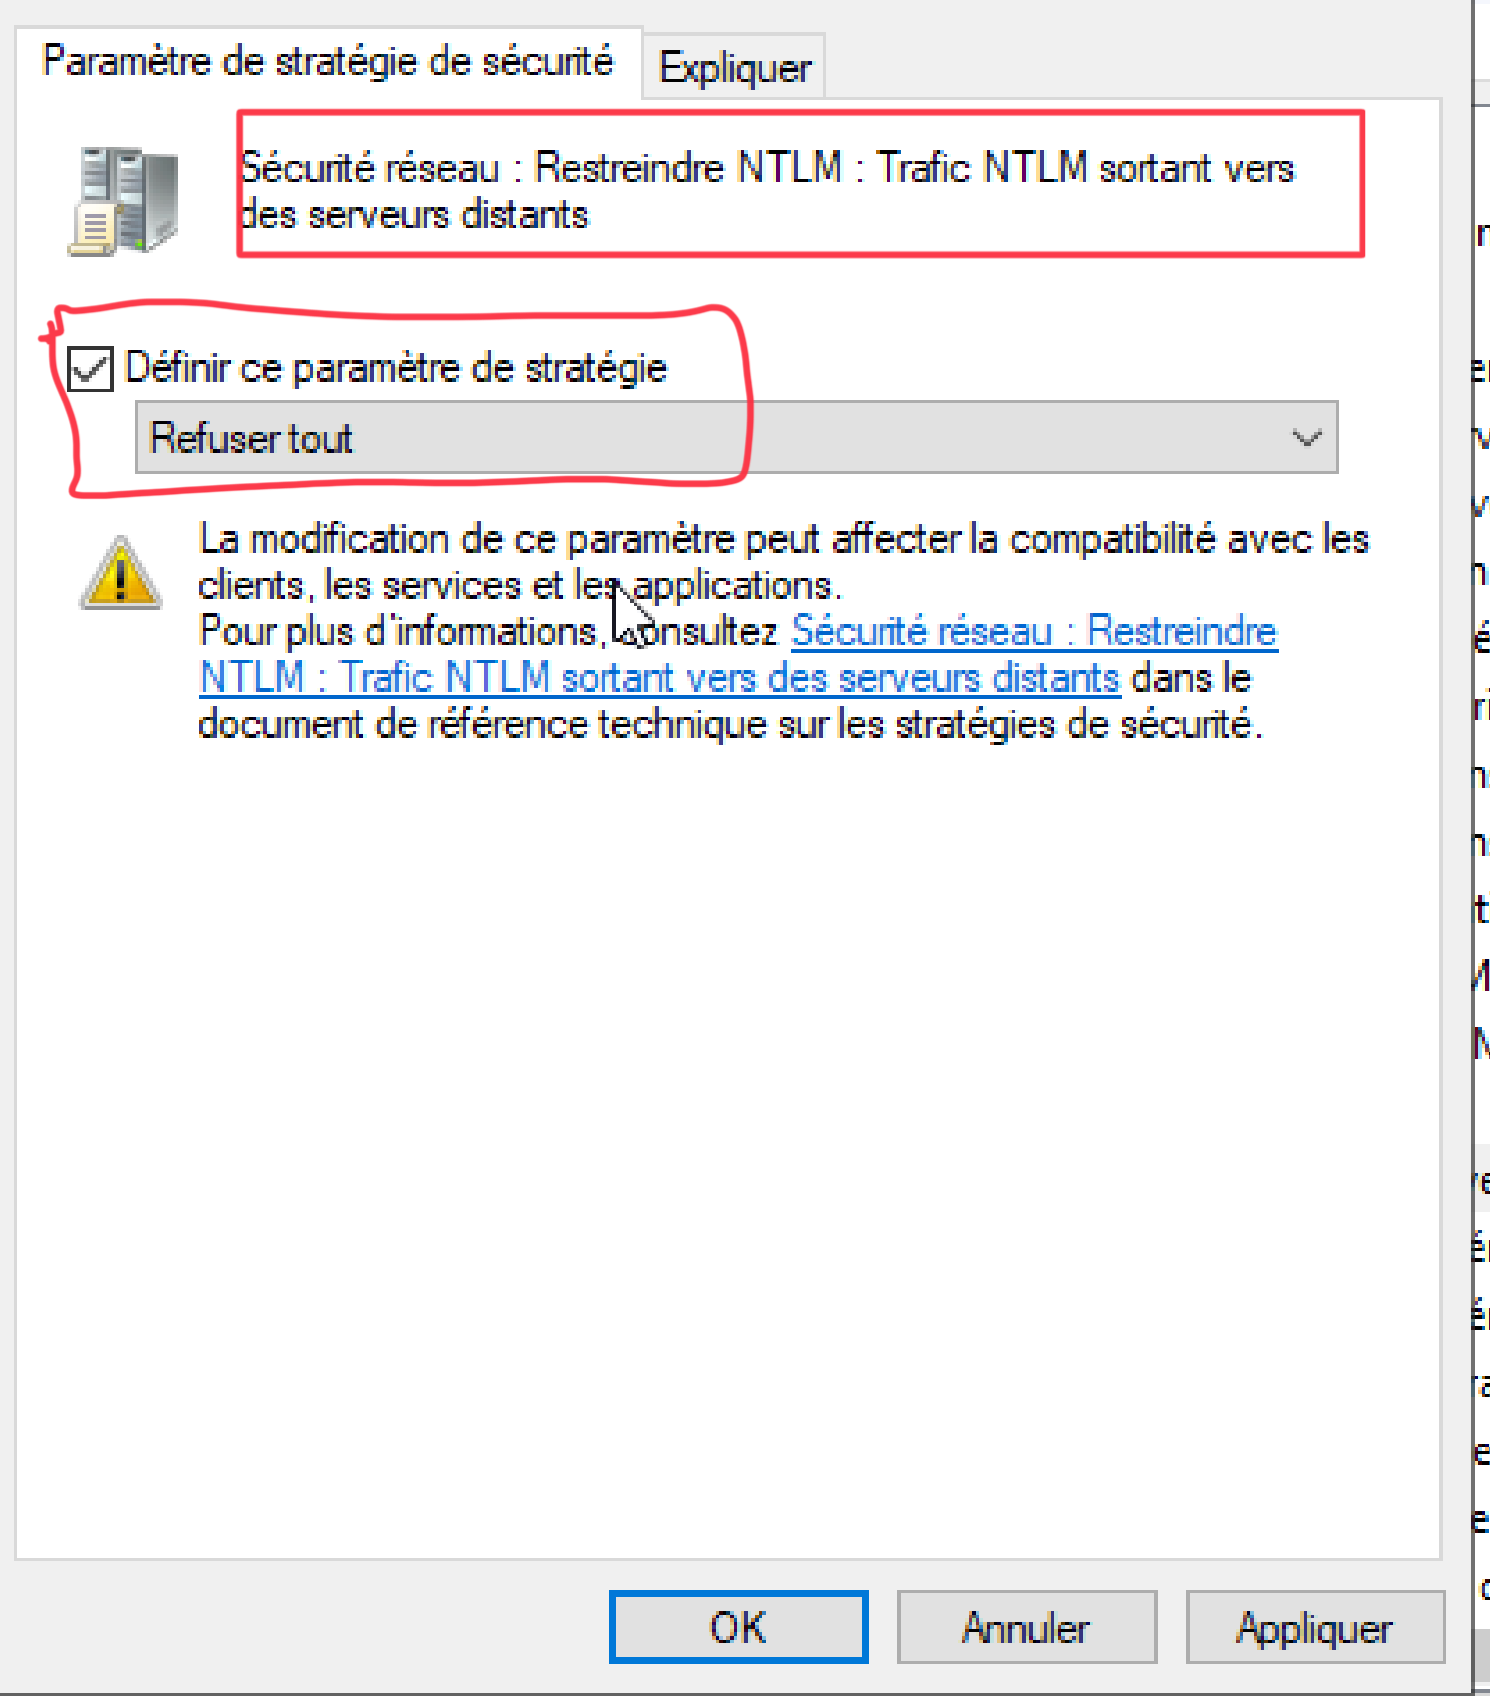 Paramètre de stratégie de sécurité
Expliquer
Sécurité réseau : Restreindre NTLM : Trafic NTLM sortant vers
des serveurs distants
Définir ce paramètre de stratégie
Refuser tout
La modification de ce paramètre peut affecter la compatibilité avec les
clients, les services et les applications.
Pour plus d'informations, consultez Sécurité réseau : Restreindre
NTLM : Trafic NTLM sortant vers des serveurs distants dans le
document de référence technique sur les stratégies de sécurité.
OK
Annuler
Appliquer